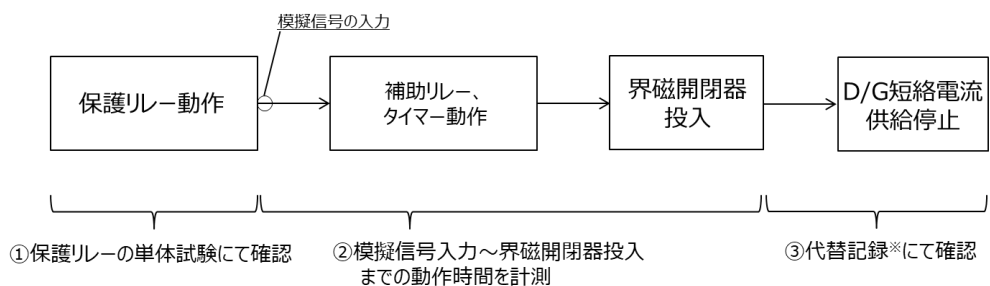 模擬信号の入力
保護リレー動作
補助リレー、
タイマー動作
界磁開閉器
投入
D/G短絡電流
供給停止
①保護リレーの単体試験にて確認
②模擬信号入力～界磁開閉器投入
までの動作時間を計測
③代替記録※にて確認